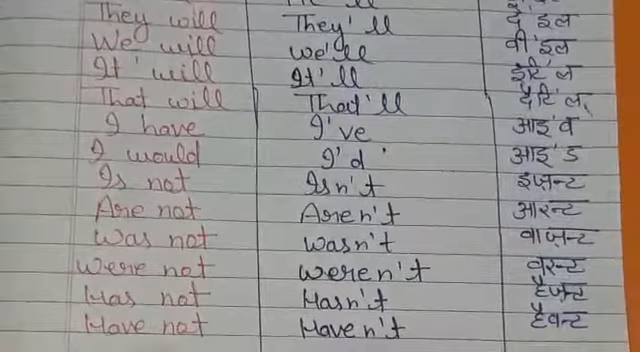 They will They'll दे'इल
We will we'll वी'इल
It will It'll इटि'ल
That will That'll दैटि'ल
I have I've आइ'व
I would I'd आइ'ड
Is not Isn't इज़न्ट
Are not Aren't आरन्ट
Was not wasn't वाज़न्ट
Were not weren't वरन्ट
Has not Hasn't हैज़न्ट
Have not Haven't हैवन्ट